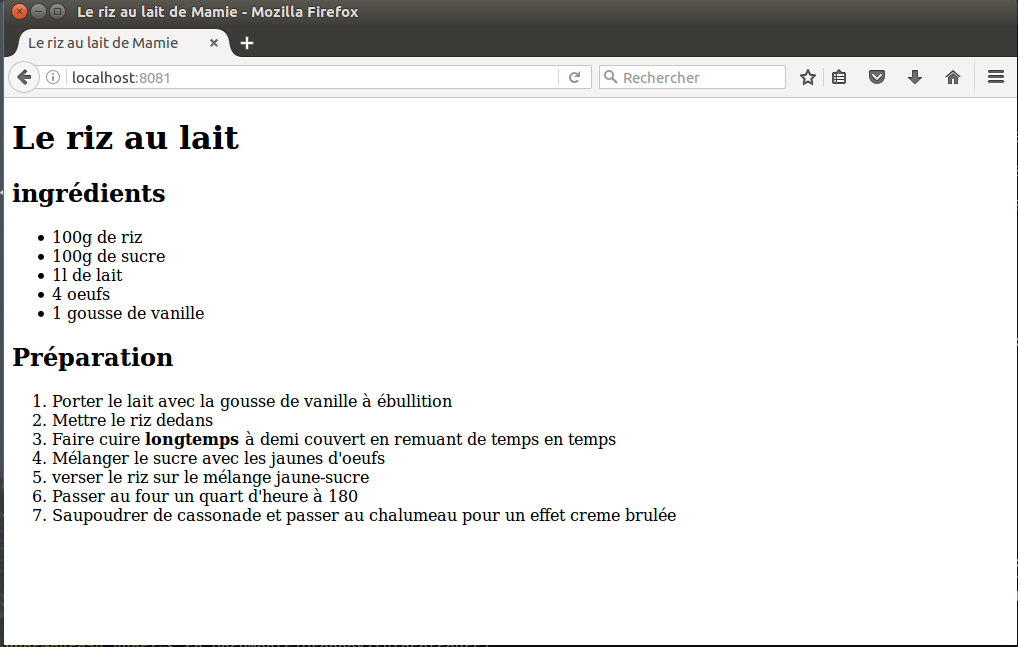 Le riz au lait de Mamie - Mozilla Firefox
Le riz au lait de Mamie
localhost:8081
Rechercher
Le riz au lait
ingrédients
100g de riz
100g de sucre
1l de lait
4 oeufs
1 gousse de vanille
Préparation
1. Porter le lait avec la gousse de vanille à ébullition
2. Mettre le riz dedans
3. Faire cuire longtemps à demi couvert en remuant de temps en temps
4. Mélanger le sucre avec les jaunes d'oeufs
5. verser le riz sur le mélange jaune-sucre
6. Passer au four un quart d'heure à 180
7. Saupoudrer de cassonade et passer au chalumeau pour un effet creme brulée